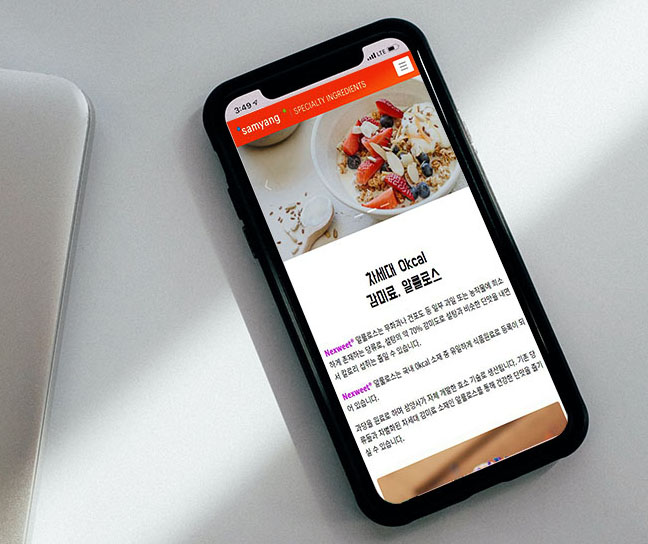 3:49
LTE
samyang
SPECIALTY INGREDIENTS
차세대 0kcal
감미료. 알룰로스
Nexweet® 알룰로스는 무화과나 건포도 등 일부 과일 또는 농작물에 희소
하게 존재하는 당류로, 설탕의 약 70% 감미도로 설탕과 비슷한 단맛을 내면
서 칼로리 섭취는 줄일 수 있습니다.
Nexweet® 알룰로스는 국내 0kcal 소재 중 유일하게 식품원료로 등록이 되
어 있습니다.
과당을 원료로 하며 삼양사가 자체 개발한 효소 기술로 생산됩니다. 기존 당
류들과 차별화된 차세대 감미료 소재인 알룰로스를 통해 건강한 단맛을 즐기
실 수 있습니다.